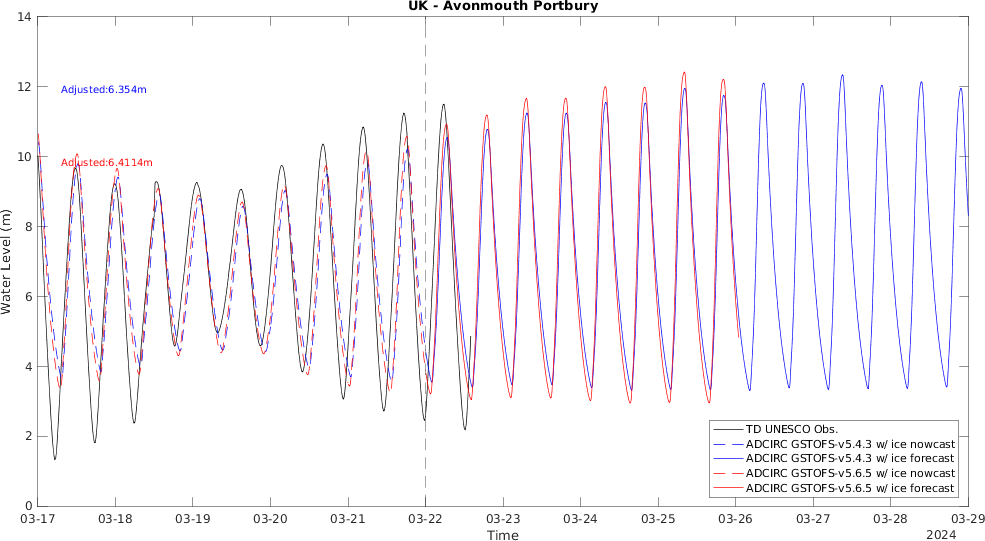 UK - Avonmouth Portbury
14
12
10
8
6
4
2
0
Water Level (m)
Adjusted:6.354m
Adjusted:6.4114m
TD UNESCO Obs.
ADCIRC GSTOFS-v5.4.3 w/ ice nowcast
ADCIRC GSTOFS-v5.4.3 w/ ice forecast
ADCIRC GSTOFS-v5.6.5 w/ ice nowcast
ADCIRC GSTOFS-v5.6.5 w/ ice forecast
03-17 03-18 03-19 03-20 03-21 03-22 03-23 03-24 03-25 03-26 03-27 03-28 03-29
Time
2024